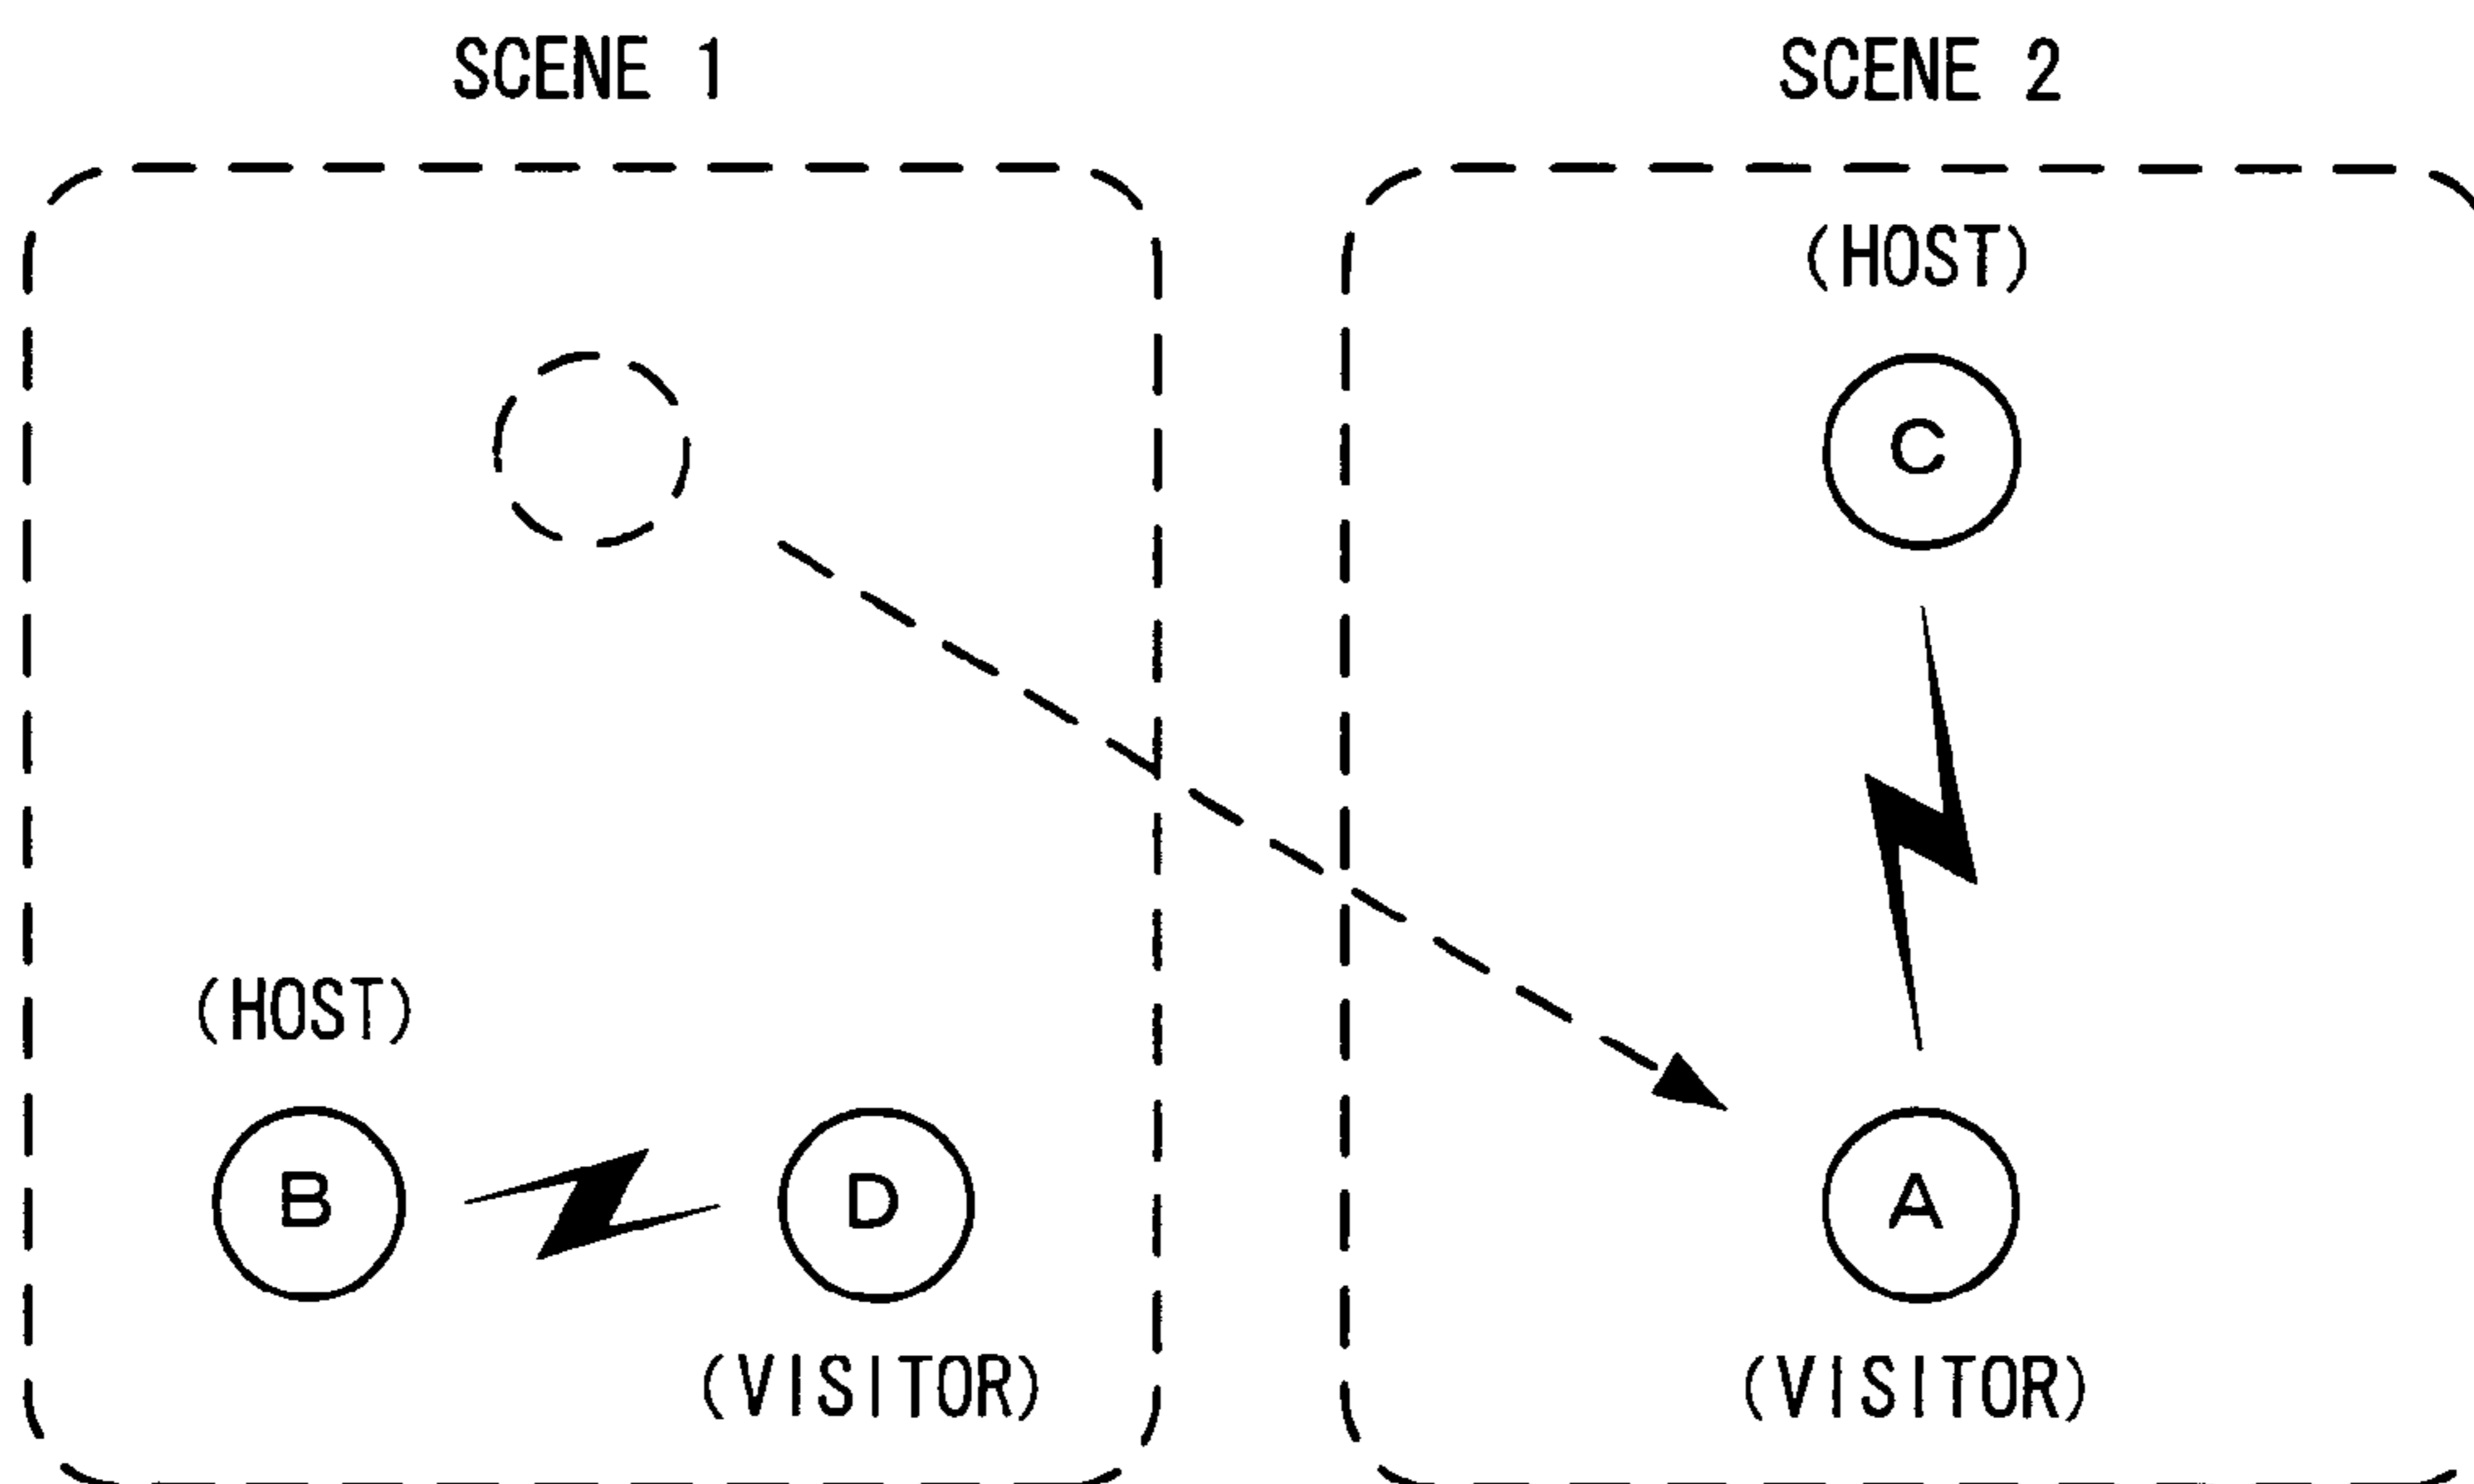 SCENE 1
SCENE 2
(HOST)
C
(HOST)
B
D
A
(VISITOR)
(VISITOR)